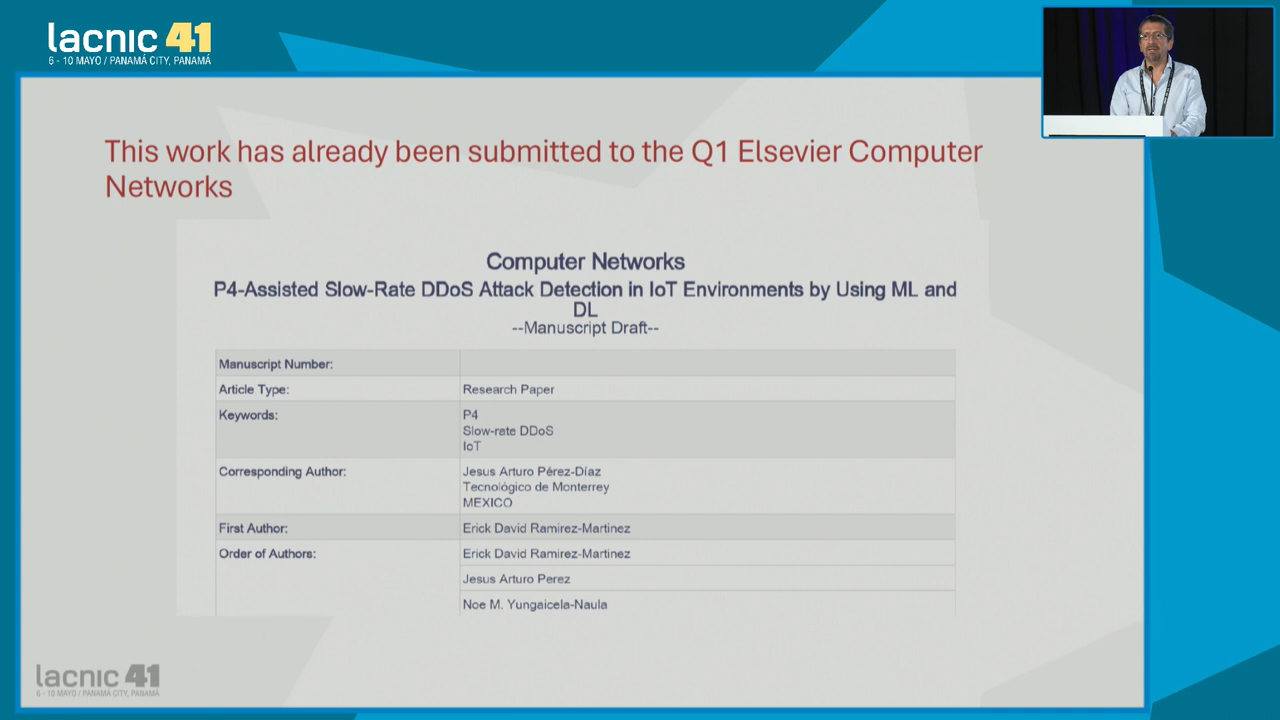 lacnic 41
6 - 10 MAYO / PANAMÁ CITY, PANAMÁ
This work has already been submitted to the Q1 Elsevier Computer
Networks
Computer Networks
P4-Assisted Slow-Rate DDoS Attack Detection in IoT Environments by Using ML and
DL
--Manuscript Draft--
Manuscript Number:
Article Type:
Research Paper
Keywords:
P4
Slow-rate DDoS
IoT
Corresponding Author:
Jesus Arturo Pérez-Díaz
Tecnológico de Monterrey
MEXICO
First Author:
Erick David Ramirez-Martinez
Order of Authors:
Erick David Ramirez-Martinez
Jesus Arturo Perez
Noe M. Yungaicela-Naula
lacnic 41
6 - 10 MAYO / PANAMÁ CITY, PANAMÁ